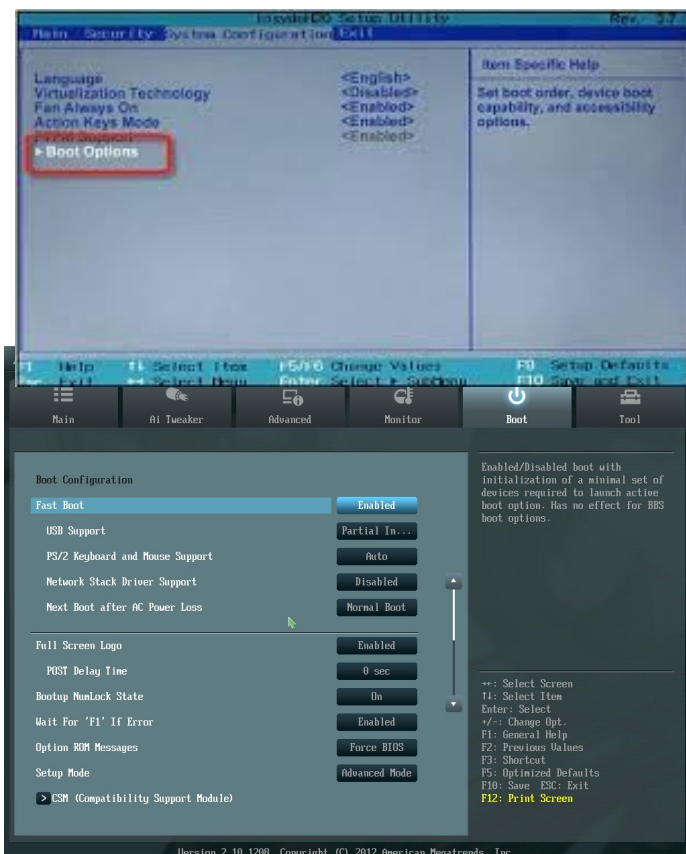 InsydeH20 Setup Utility Rev. 3.7
Main Security System Configuration Exit
Language <English>
Virtualization Technology <Disabled>
Fan Always On <Enabled>
Action Keys Mode <Enabled>
Support <Enabled>
Boot Options
Item Specific Help
Set boot order, device boot
capability, and accessibility
options.
Help ↑↓ Select Item F5/F6 Change Values F9 Setup Defaults
Exit Select Menu Enter Select ▸ SubMenu F10 Save and Exit
Main Ai Tweaker Advanced Monitor Boot Tool
Boot Configuration
Fast Boot Enabled
USB Support Partial In...
PS/2 Keyboard and Mouse Support Auto
Network Stack Driver Support Disabled
Next Boot after AC Power Loss Normal Boot
Full Screen Logo Enabled
POST Delay Time 0 sec
Bootup NumLock State On
Wait For 'F1' If Error Enabled
Option ROM Messages Force BIOS
Setup Mode Advanced Mode
> CSM (Compatibility Support Module)
Enabled/Disabled boot with
initialization of a minimal set of
devices required to launch active
boot option. Has no effect for BBS
boot options.
→←: Select Screen
↑↓: Select Item
Enter: Select
+/-: Change Opt.
F1: General Help
F2: Previous Values
F3: Shortcut
F5: Optimized Defaults
F10: Save ESC: Exit
F12: Print Screen
Version 2.10.1208. Copyright (C) 2012 American Megatrends, Inc.